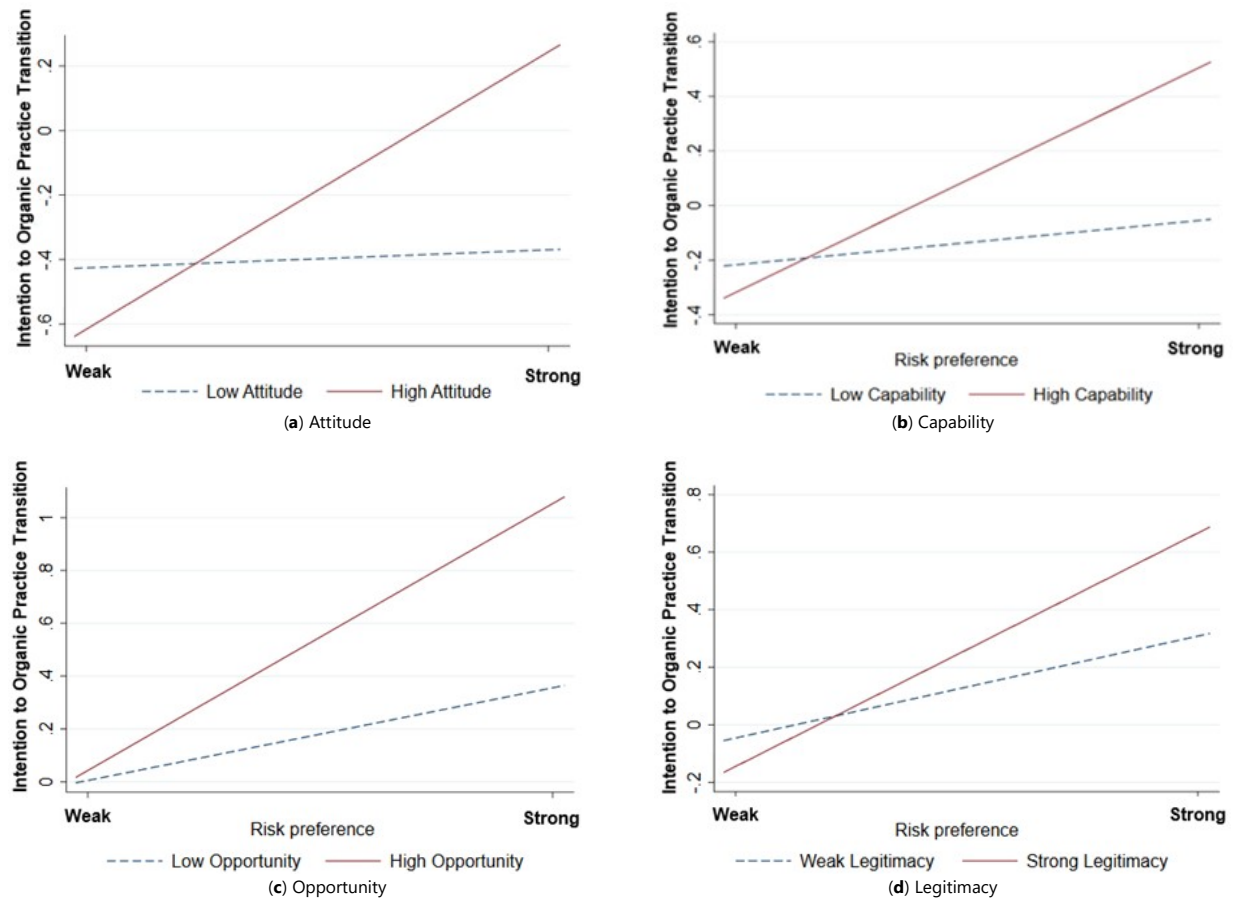 Intention to Organic Practice Transition
.2
0
-.2
-.4
-.6
Weak
Strong
Low Attitude
High Attitude
(a) Attitude
Intention to Organic Practice Transition
.6
.4
.2
0
-.2
-.4
Weak
Risk preference
Strong
Low Capability
High Capability
(b) Capability
Intention to Organic Practice Transition
1
.8
.6
.4
.2
0
Weak
Risk preference
Strong
Low Opportunity
High Opportunity
(c) Opportunity
Intention to Organic Practice Transition
.8
.6
.4
.2
0
-.2
Weak
Risk preference
Strong
Weak Legitimacy
Strong Legitimacy
(d) Legitimacy